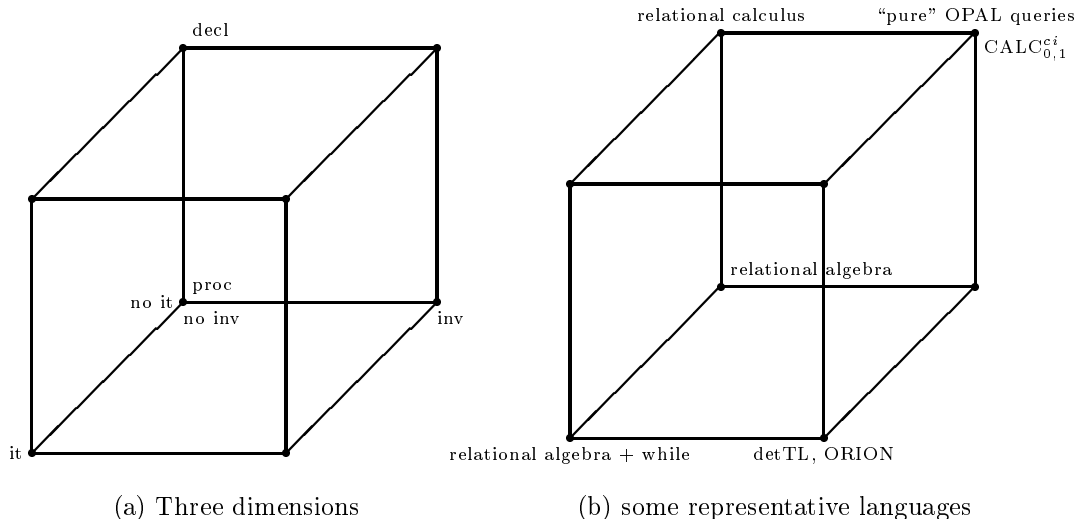 decl
proc
no it
no inv
inv
it
(a) Three dimensions
relational calculus
“pure” OPAL queries
CALC^{ci}_{0,1}
relational algebra
relational algebra + while
detTL, ORION
(b) some representative languages